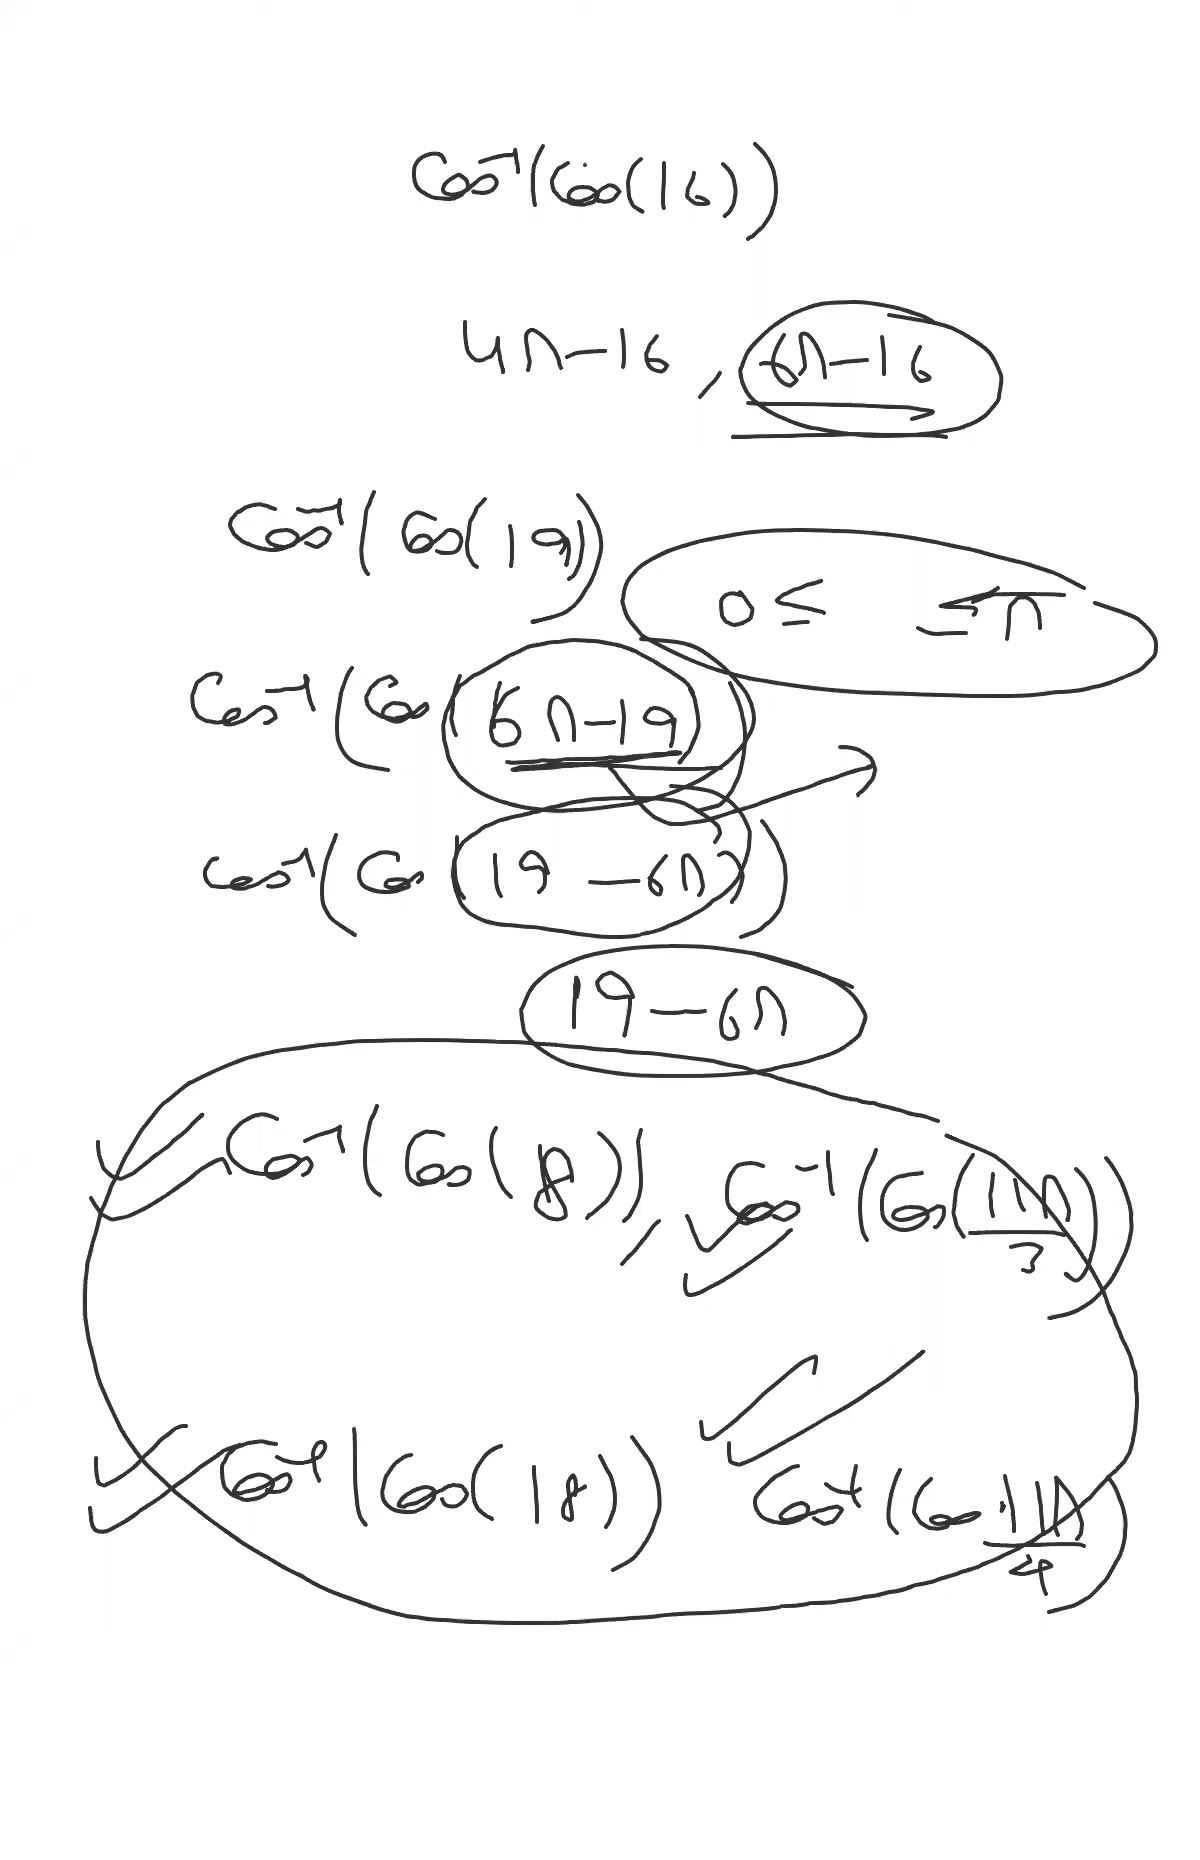 Cos⁻¹(Cos(16))
4π-16, 6π-16
Cos⁻¹(Cos(19))
0 ≤ ≤ π
Cos⁻¹(Cos(6π-19))
Cos⁻¹(Cos(19-6π))
19-6π
Cos⁻¹(Cos(8)), Cos⁻¹(Cos(11π/3))
Cos⁻¹(Cos(18)) Cos⁻¹(Cos 11π/4)